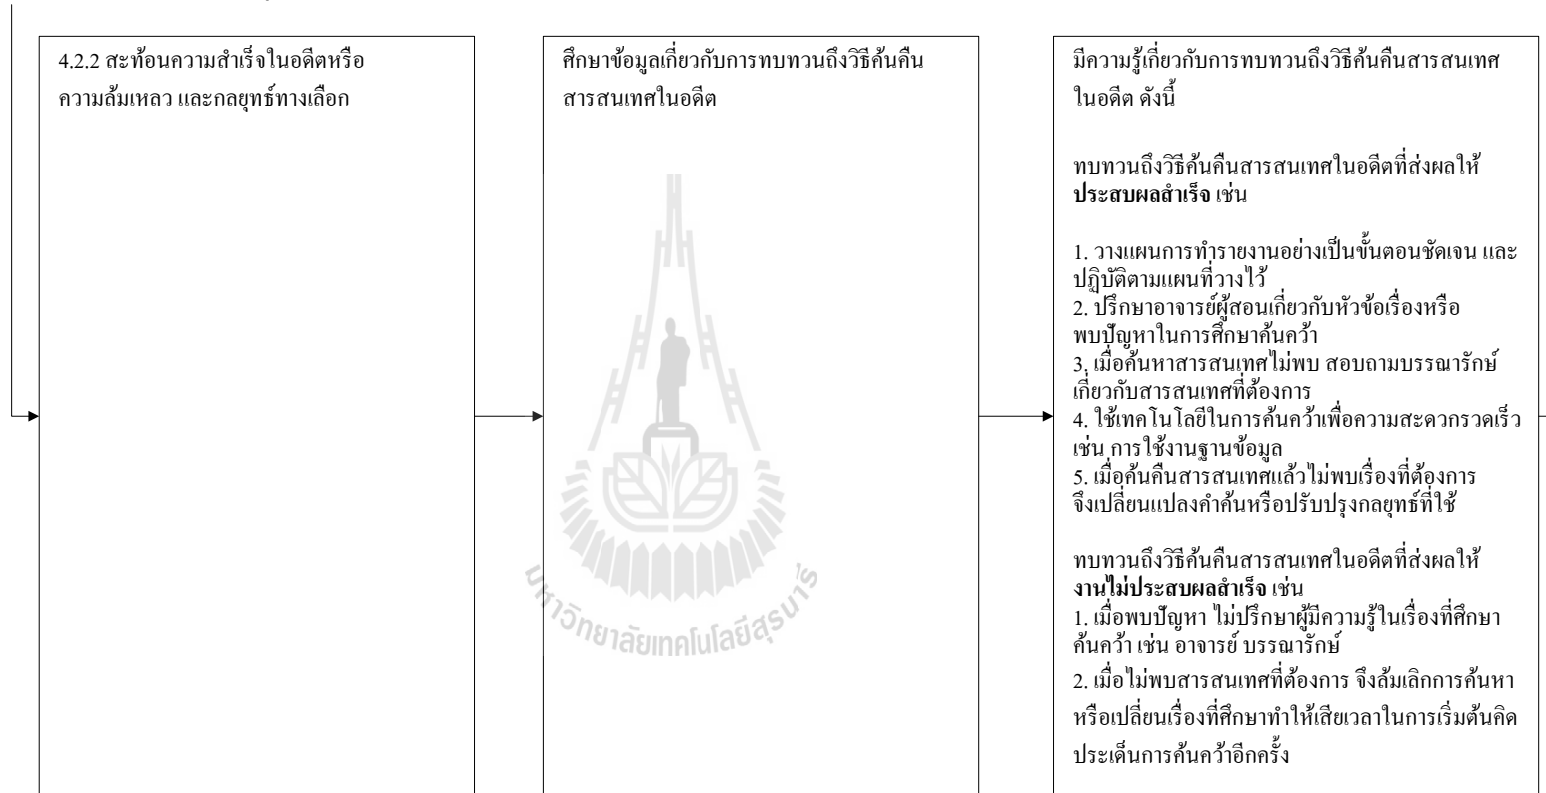 4.2.2 สะท้อนความสำเร็จในอดีตหรือ
ความล้มเหลว และกลยุทธ์ทางเลือก
ศึกษาข้อมูลเกี่ยวกับการทบทวนถึงวิธีค้นคืน
สารสนเทศในอดีต
มีความรู้เกี่ยวกับการทบทวนถึงวิธีค้นคืนสารสนเทศ
ในอดีต ดังนี้
ทบทวนถึงวิธีค้นคืนสารสนเทศในอดีตที่ส่งผลให้
ประสบผลสำเร็จ เช่น
1. วางแผนการทำรายงานอย่างเป็นขั้นตอนชัดเจน และ
ปฏิบัติตามแผนที่วางไว้
2. ปรึกษาอาจารย์ผู้สอนเกี่ยวกับหัวข้อเรื่องหรือ
พบปัญหาในการศึกษาค้นคว้า
3. เมื่อค้นหาสารสนเทศไม่พบ สอบถามบรรณารักษ์
เกี่ยวกับสารสนเทศที่ต้องการ
4. ใช้เทคโนโลยีในการค้นคว้าเพื่อความสะดวกรวดเร็ว
เช่น การใช้งานฐานข้อมูล
5. เมื่อค้นคืนสารสนเทศแล้วไม่พบเรื่องที่ต้องการ
จึงเปลี่ยนแปลงคำค้นหรือปรับปรุงกลยุทธ์ที่ใช้
ทบทวนถึงวิธีค้นคืนสารสนเทศในอดีตที่ส่งผลให้
งานไม่ประสบผลสำเร็จ เช่น
1. เมื่อพบปัญหา ไม่ปรึกษาผู้มีความรู้ในเรื่องที่ศึกษา
ค้นคว้า เช่น อาจารย์ บรรณารักษ์
2. เมื่อไม่พบสารสนเทศที่ต้องการ จึงล้มเลิกการค้นหา
หรือเปลี่ยนเรื่องที่ศึกษาทำให้เสียเวลาในการเริ่มต้นคิด
ประเด็นการค้นคว้าอีกครั้ง
มหาวิทยาลัยเทคโนโลยีสุรนารี